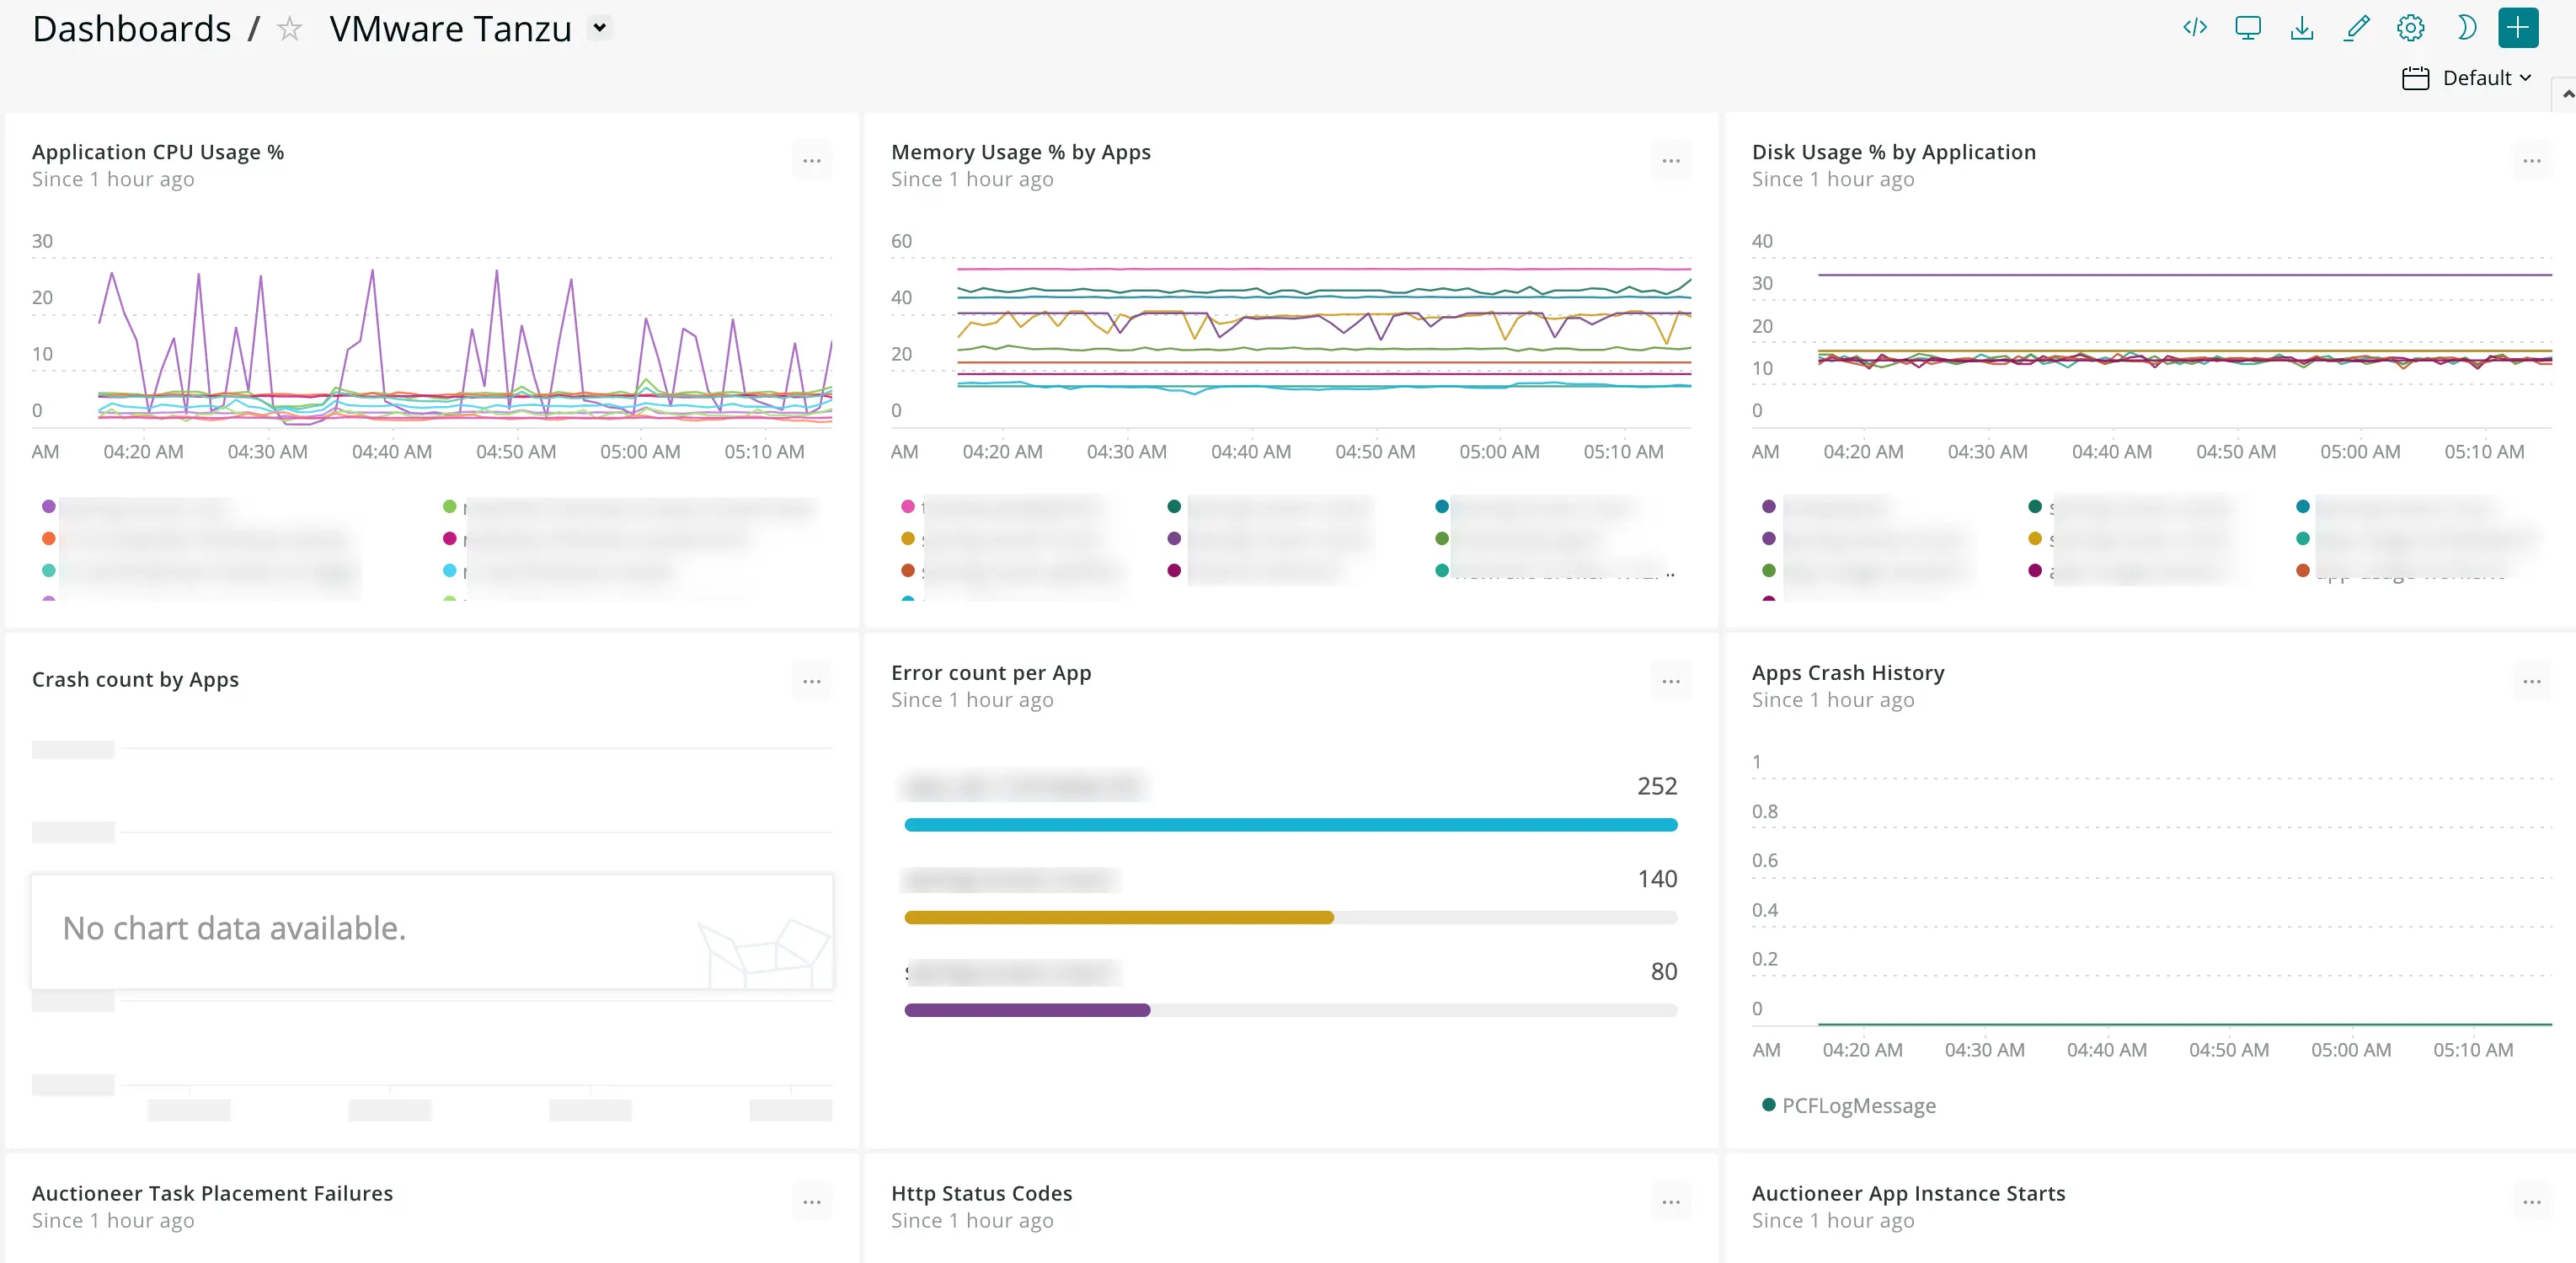 Dashboards / VMware Tanzu
Default
Application CPU Usage %
Since 1 hour ago
30
20
10
0
AM 04:20 AM 04:30 AM 04:40 AM 04:50 AM 05:00 AM 05:10 AM
Memory Usage % by Apps
Since 1 hour ago
60
40
20
0
AM 04:20 AM 04:30 AM 04:40 AM 04:50 AM 05:00 AM 05:10 AM
Disk Usage % by Application
Since 1 hour ago
40
30
20
10
0
AM 04:20 AM 04:30 AM 04:40 AM 04:50 AM 05:00 AM 05:10 AM
Crash count by Apps
No chart data available.
Error count per App
Since 1 hour ago
252
140
80
Apps Crash History
Since 1 hour ago
1
0.8
0.6
0.4
0.2
0
AM 04:20 AM 04:30 AM 04:40 AM 04:50 AM 05:00 AM 05:10 AM
PCFLogMessage
Auctioneer Task Placement Failures
Since 1 hour ago
Http Status Codes
Since 1 hour ago
Auctioneer App Instance Starts
Since 1 hour ago